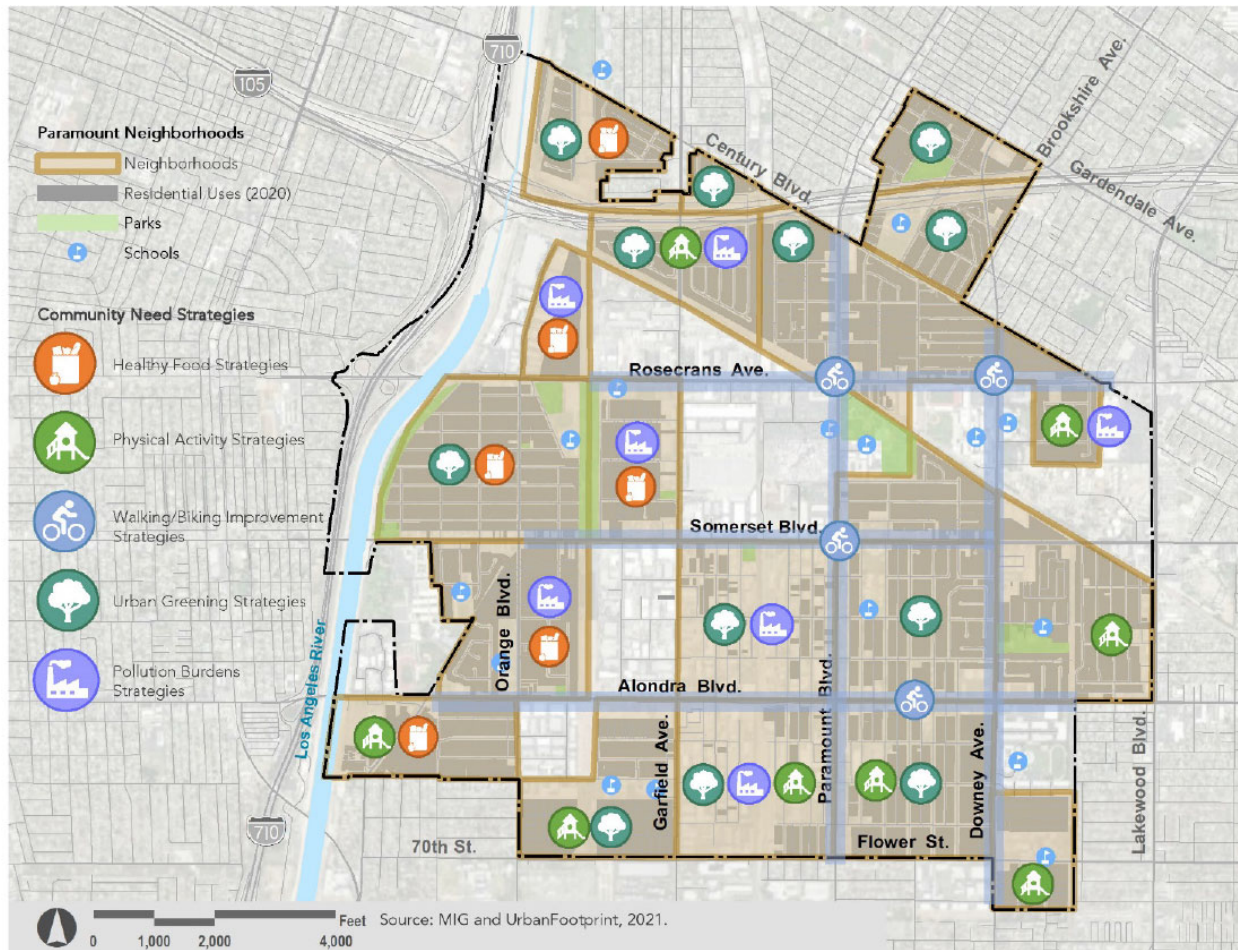 710
105
Paramount Neighborhoods
Neighborhoods
Residential Uses (2020)
Parks
Schools
Community Need Strategies
Healthy Food Strategies
Physical Activity Strategies
Walking/Biking Improvement
Strategies
Urban Greening Strategies
Pollution Burdens
Strategies
Century Blvd.
Brookshire Ave.
Gardendale Ave.
Rosecrans Ave.
Somerset Blvd.
Orange Blvd.
Alondra Blvd.
Los Angeles River
Garfield Ave.
Paramount Blvd.
Downey Ave.
Lakewood Blvd.
710
70th St.
Flower St.
Feet
0 1,000 2,000 4,000
Source: MIG and UrbanFootprint, 2021.